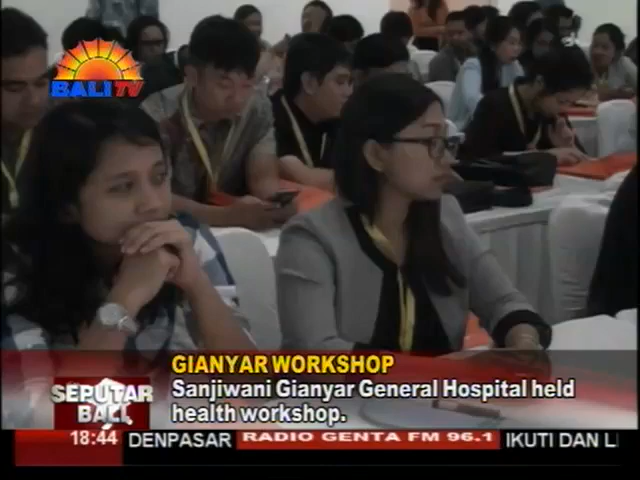 BALI TV
GIANYAR WORKSHOP
Sanjiwani Gianyar General Hospital held
health workshop.
SEPUTAR
BALI
18:44 DENPASAR RADIO GENTA FM 96.1 IKUTI DAN